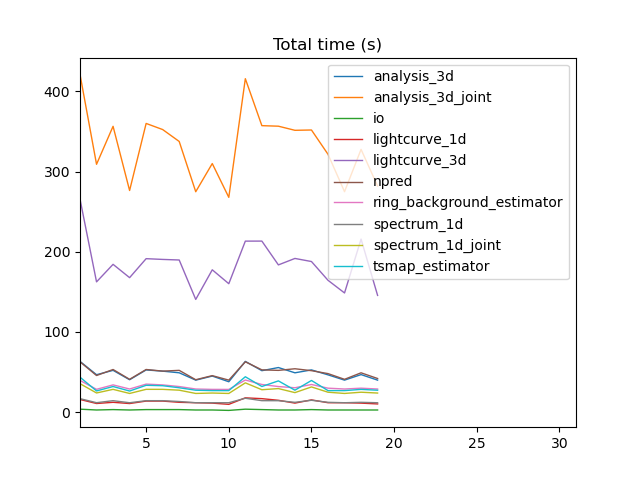 Total time (s)
analysis_3d
analysis_3d_joint
io
lightcurve_1d
lightcurve_3d
npred
ring_background_estimator
spectrum_1d
spectrum_1d_joint
tsmap_estimator
400
300
200
100
0
5 10 15 20 25 30